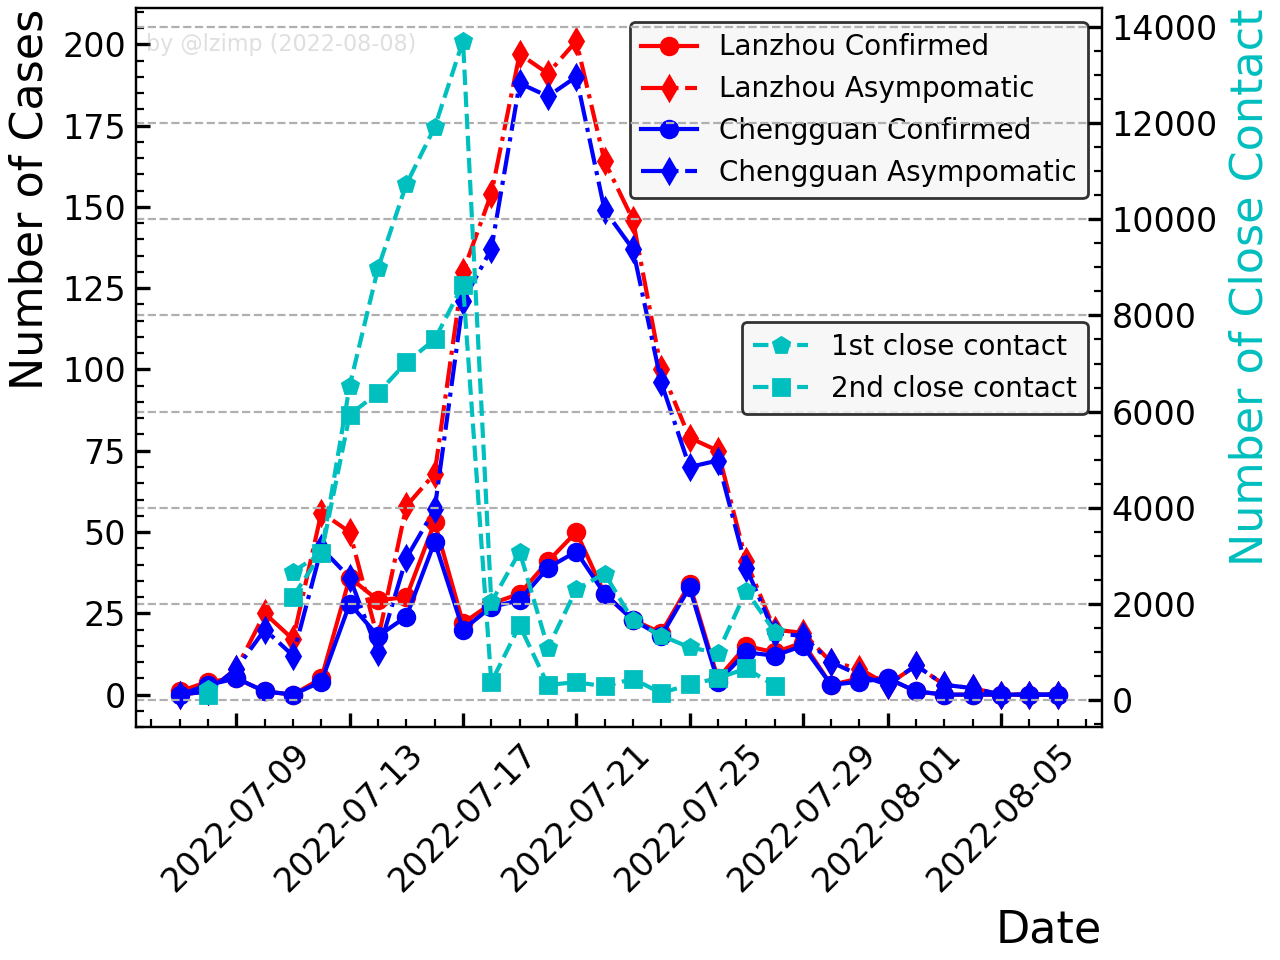 by @lzimp (2022-08-08)
Lanzhou Confirmed
Lanzhou Asympomatic
Chengguan Confirmed
Chengguan Asympomatic
1st close contact
2nd close contact
Number of Cases
200
175
150
125
100
75
50
25
0
14000
12000
10000
8000
6000
4000
2000
0
Number of Close Contact
2022-07-09
2022-07-13
2022-07-17
2022-07-21
2022-07-25
2022-07-29
2022-08-01
2022-08-05
Date